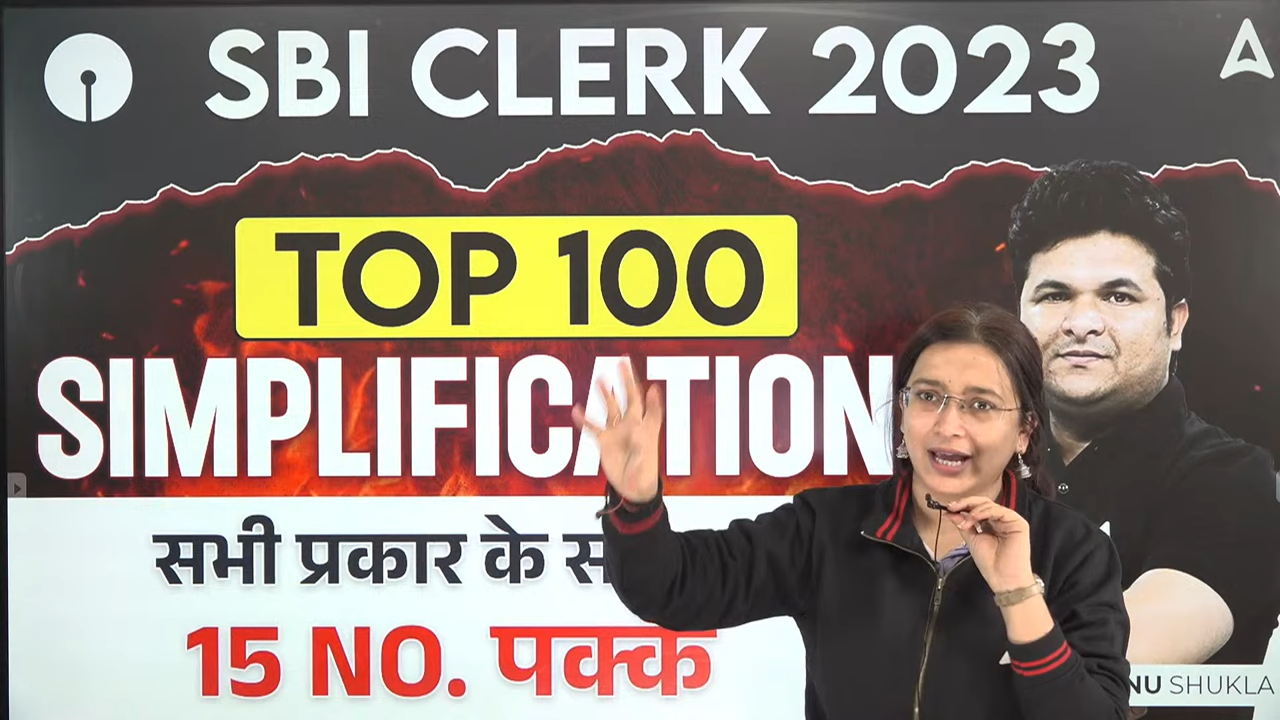 SBI CLERK 2023
TOP 100
SIMPLIFICATION
सभी प्रकार के
15 NO. पक्क
SHUKLA